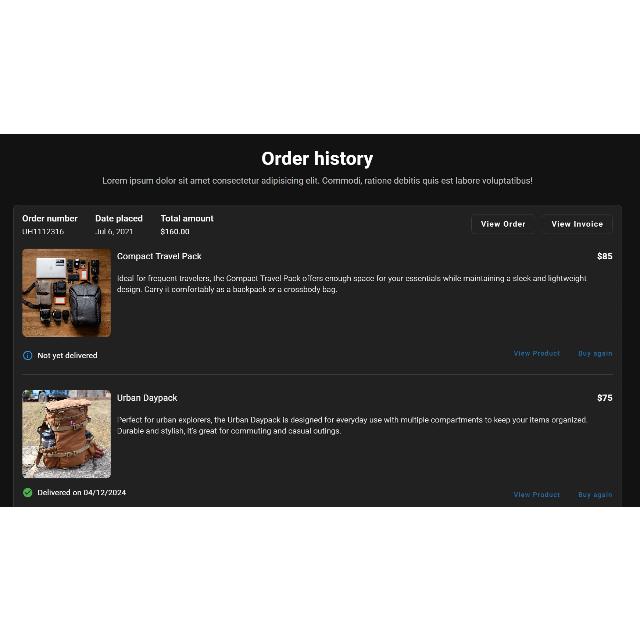 Order history
Lorem ipsum dolor sit amet consectetur adipisicing elit. Commodi, ratione debitis quis est labore voluptatibus!
Order number Date placed Total amount
UH1112316 Jul 6, 2021 $160.00
View Order View Invoice
Compact Travel Pack $85
Ideal for frequent travelers, the Compact Travel Pack offers enough space for your essentials while maintaining a sleek and lightweight
design. Carry it comfortably as a backpack or a crossbody bag.
Not yet delivered View Product Buy again
Urban Daypack $75
Perfect for urban explorers, the Urban Daypack is designed for everyday use with multiple compartments to keep your items organized.
Durable and stylish, it's great for commuting and casual outings.
Delivered on 04/12/2024 View Product Buy again